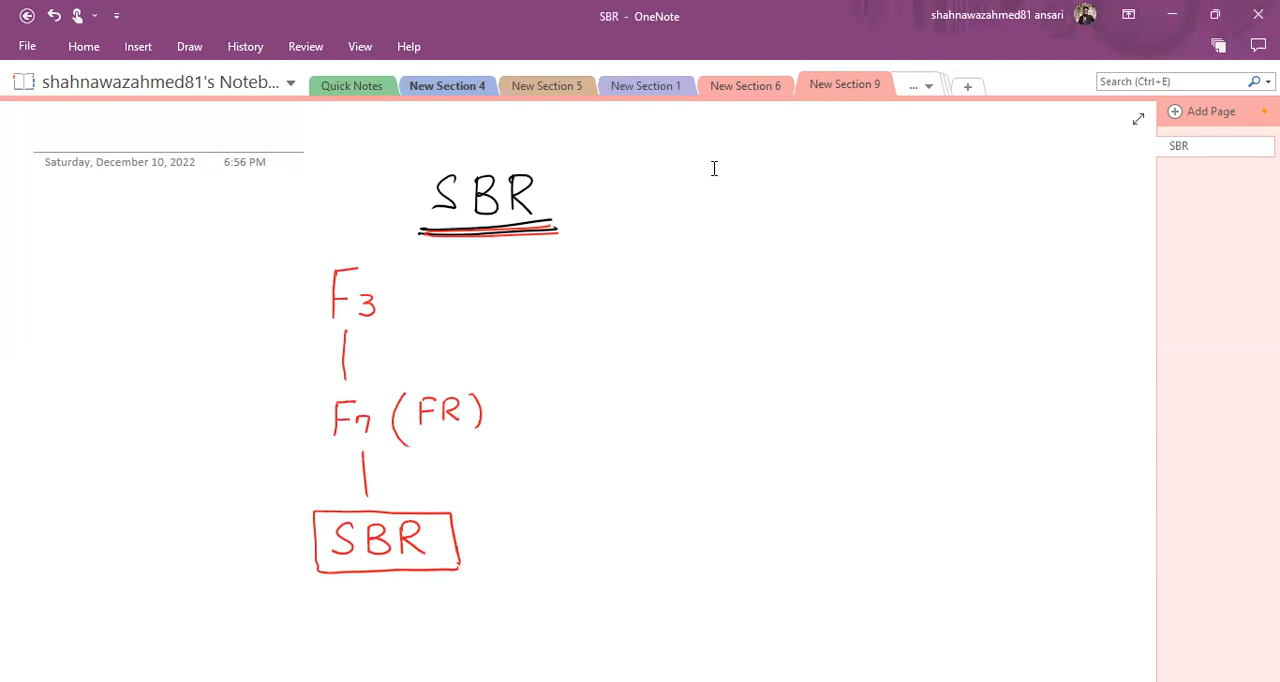 SBR - OneNote
shahnawazahmed81 ansari
File Home Insert Draw History Review View Help
shahnawazahmed81's Noteb... Quick Notes New Section 4 New Section 5 New Section 1 New Section 6 New Section 9 ... + Search (Ctrl+E)
Add Page
SBR
Saturday, December 10, 2022 6:56 PM
SBR
F3
F7 (FR)
SBR